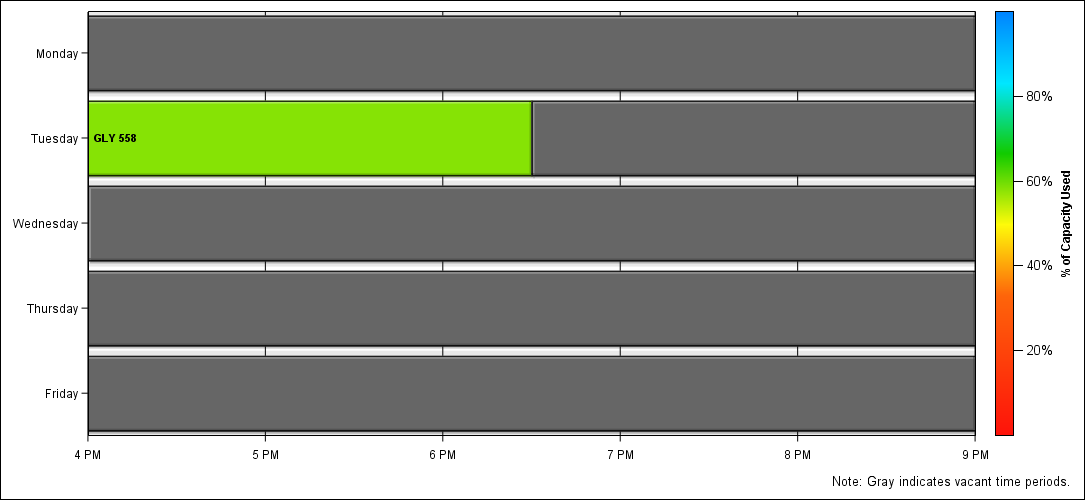 Monday
Tuesday
GLY 558
Wednesday
Thursday
Friday
4 PM 5 PM 6 PM 7 PM 8 PM 9 PM
80%
60%
40%
20%
% of Capacity Used
Note: Gray indicates vacant time periods.